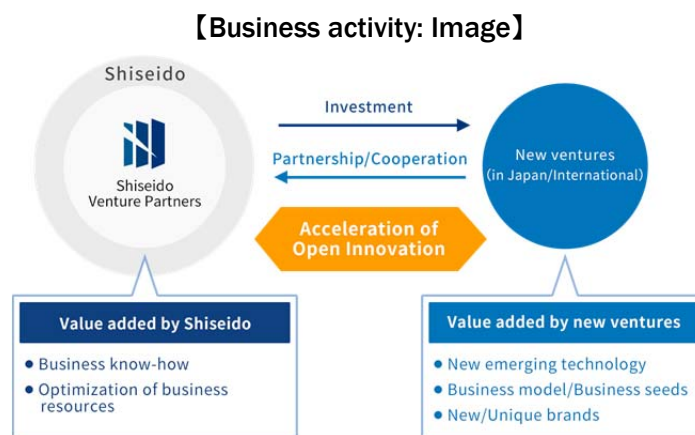 【Business activity: Image】
Shiseido
Shiseido
Venture Partners
Investment
Partnership/Cooperation
New ventures
(in Japan/International)
Acceleration of
Open Innovation
Value added by Shiseido
● Business know-how
● Optimization of business
resources
Value added by new ventures
● New emerging technology
● Business model/Business seeds
● New/Unique brands